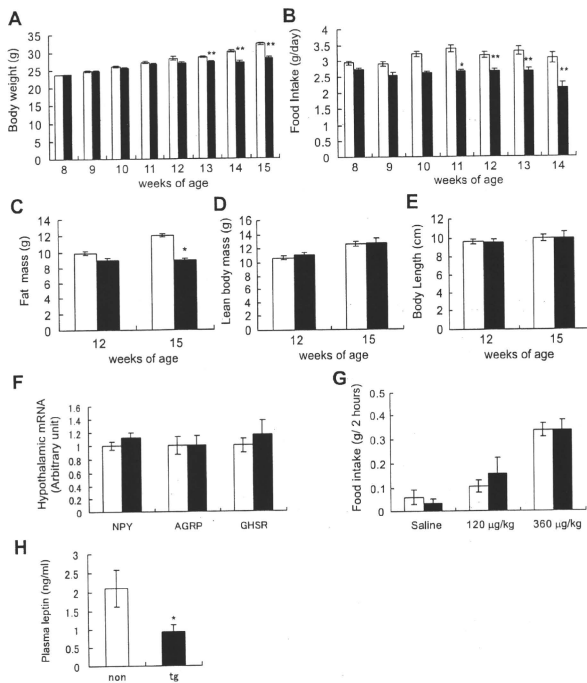 A
Body weight (g)
35
30
25
20
15
10
5
0
** ** **
8 9 10 11 12 13 14 15
weeks of age
B
Food Intake (g/day)
4
3.5
3
2.5
2
1.5
1
0.5
0
* ** ** **
8 9 10 11 12 13 14
weeks of age
C
Fat mass (g)
14
12
10
8
6
4
2
0
*
12 15
weeks of age
D
Lean body mass (g)
16
14
12
10
8
6
4
2
0
12 15
weeks of age
E
Body Length (cm)
12
10
8
6
4
2
0
12 15
weeks of age
F
Hypothalamic mRNA
(Arbitrary unit)
1.6
1.4
1.2
1
0.8
0.6
0.4
0.2
0
NPY AGRP GHSR
G
Food intake (g/ 2 hours)
0.5
0.4
0.3
0.2
0.1
0
Saline 120 µg/kg 360 µg/kg
H
Plasma leptin (ng/ml)
3
2.5
2
1.5
1
0.5
0
*
non tg